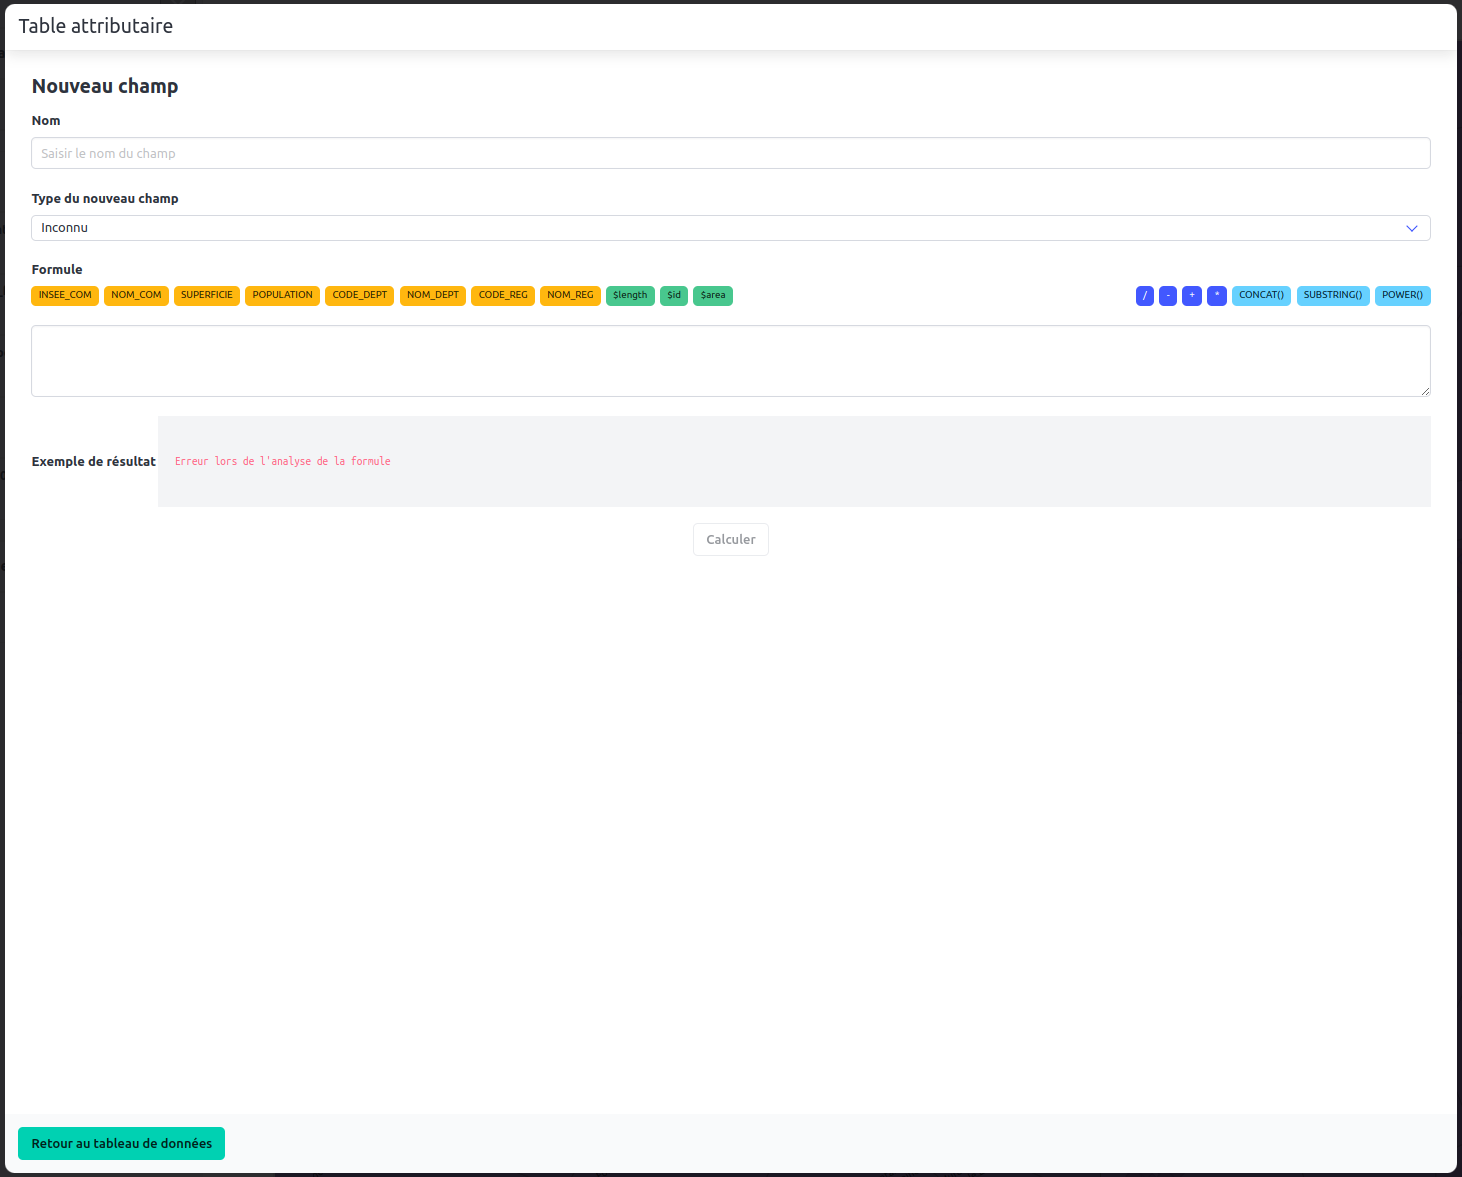 Table attributaire
Nouveau champ
Nom
Saisir le nom du champ
Type du nouveau champ
Inconnu
Formule
INSEE_COM NOM_COM SUPERFICIE POPULATION CODE_DEPT NOM_DEPT CODE_REG NOM_REG $length $id $area / - + * CONCAT() SUBSTRING() POWER()
Exemple de résultat Erreur lors de l'analyse de la formule
Calculer
Retour au tableau de données